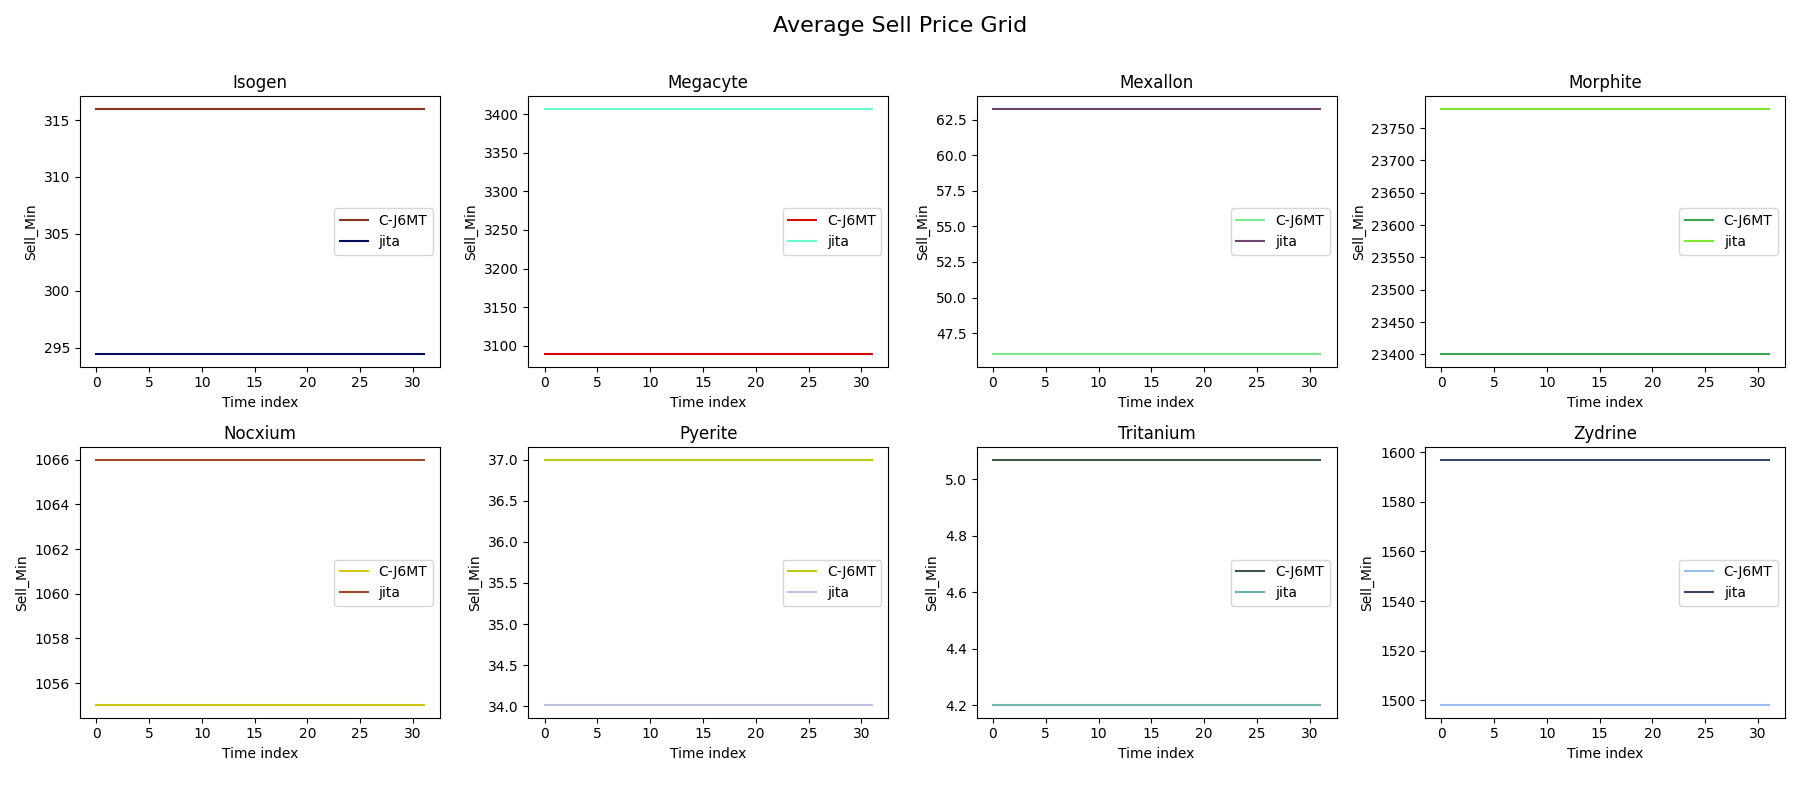 Average Sell Price Grid
Isogen
315
310
305
300
295
Sell_Min
C-J6MT
jita
0 5 10 15 20 25 30
Time index
Megacyte
3400
3350
3300
3250
3200
3150
3100
Sell_Min
C-J6MT
jita
0 5 10 15 20 25 30
Time index
Mexallon
62.5
60.0
57.5
55.0
52.5
50.0
47.5
Sell_Min
C-J6MT
jita
0 5 10 15 20 25 30
Time index
Morphite
23750
23700
23650
23600
23550
23500
23450
23400
Sell_Min
C-J6MT
jita
0 5 10 15 20 25 30
Time index
Nocxium
1066
1064
1062
1060
1058
1056
Sell_Min
C-J6MT
jita
0 5 10 15 20 25 30
Time index
Pyerite
37.0
36.5
36.0
35.5
35.0
34.5
34.0
Sell_Min
C-J6MT
jita
0 5 10 15 20 25 30
Time index
Tritanium
5.0
4.8
4.6
4.4
4.2
Sell_Min
C-J6MT
jita
0 5 10 15 20 25 30
Time index
Zydrine
1600
1580
1560
1540
1520
1500
Sell_Min
C-J6MT
jita
0 5 10 15 20 25 30
Time index